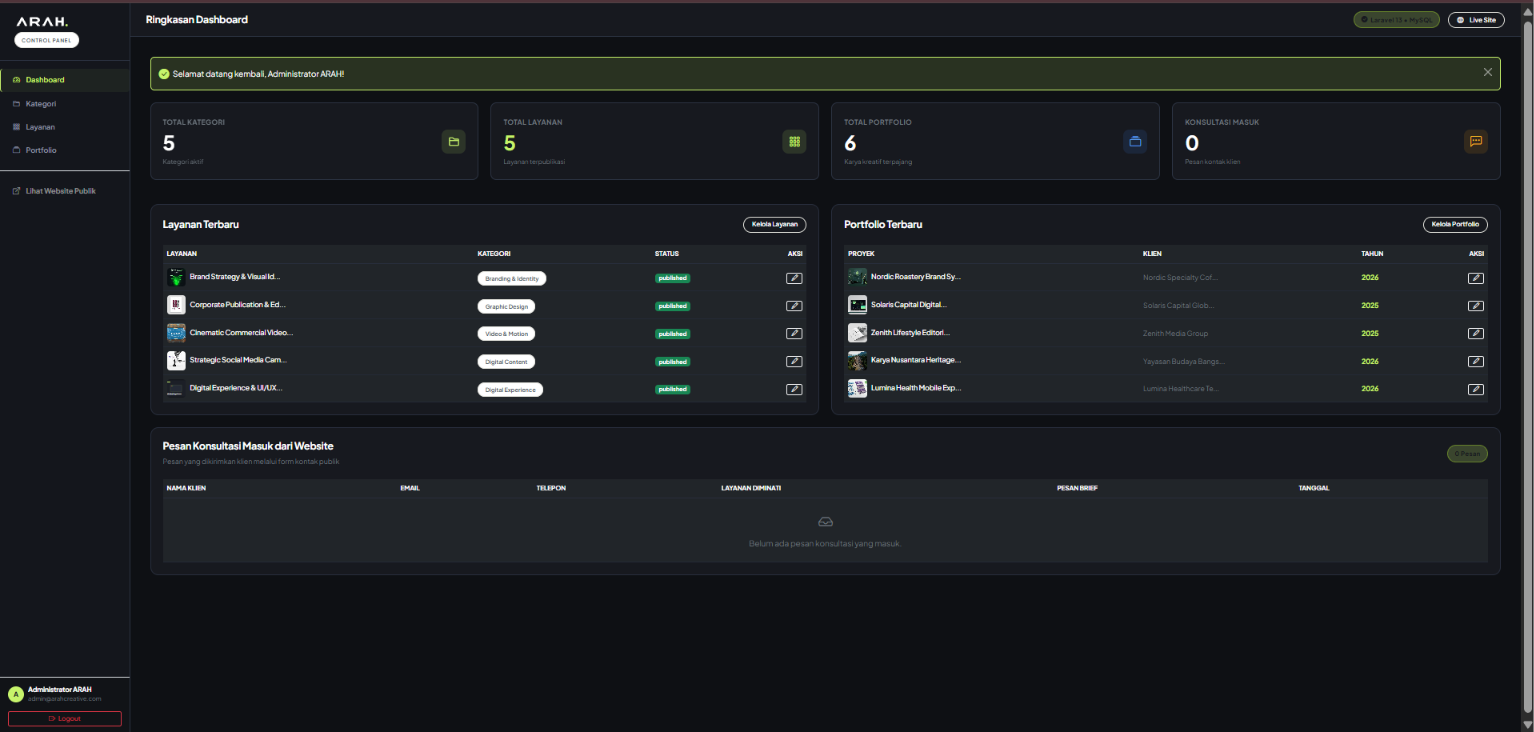 ARAH.
CONTROL PANEL
Dashboard
Kategori
Layanan
Portfolio
Lihat Website Publik
Administrator ARAH
admin@arahcreative.com
Logout
Ringkasan Dashboard
Laravel 13 • MySQL
Live Site
Selamat datang kembali, Administrator ARAH!
TOTAL KATEGORI
5
Kategori aktif
TOTAL LAYANAN
5
Layanan terpublikasi
TOTAL PORTFOLIO
6
Karya kreatif terpajang
KONSULTASI MASUK
0
Pesan kontak klien
Layanan Terbaru
Kelola Layanan
LAYANAN KATEGORI STATUS AKSI
Brand Strategy & Visual Id... Branding & Identity published
Corporate Publication & Ed... Graphic Design published
Cinematic Commercial Video... Video & Motion published
Strategic Social Media Cam... Digital Content published
Digital Experience & UI/UX... Digital Experience published
Portfolio Terbaru
Kelola Portfolio
PROYEK KLIEN TAHUN AKSI
Nordic Roastery Brand Sy... Nordic Specialty Cof... 2026
Solaris Capital Digital... Solaris Capital Glob... 2025
Zenith Lifestyle Editori... Zenith Media Group 2025
Karya Nusantara Heritage... Yayasan Budaya Bangs... 2026
Lumina Health Mobile Exp... Lumina Healthcare Te... 2026
Pesan Konsultasi Masuk dari Website
Pesan yang dikirimkan klien melalui form kontak publik
0 Pesan
NAMA KLIEN EMAIL TELEPON LAYANAN DIMINATI PESAN BRIEF TANGGAL
Belum ada pesan konsultasi yang masuk.
A